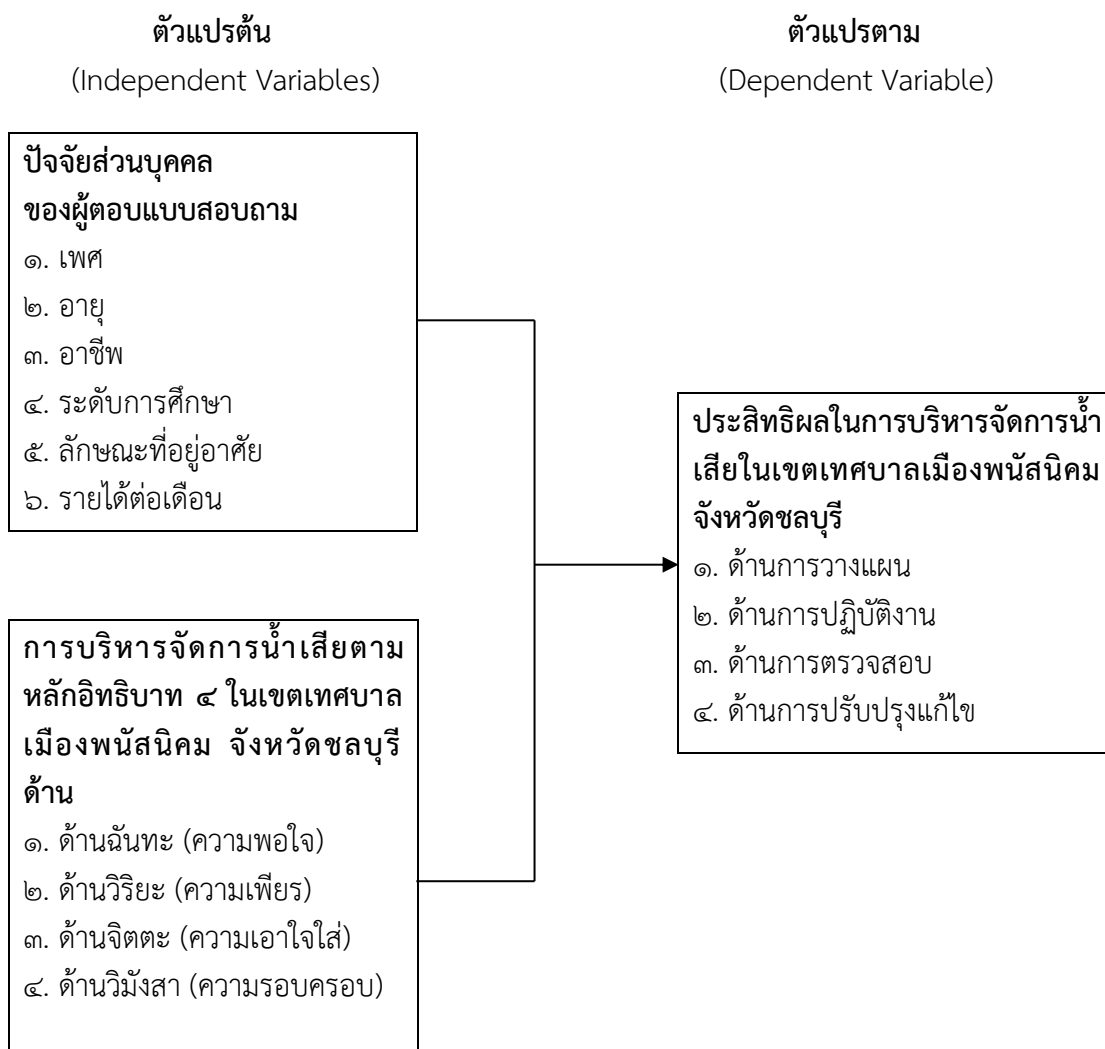 ตัวแปรต้น
(Independent Variables)
ตัวแปรตาม
(Dependent Variable)
ปัจจัยส่วนบุคคล
ของผู้ตอบแบบสอบถาม
๑. เพศ
๒. อายุ
๓. อาชีพ
๔. ระดับการศึกษา
๕. ลักษณะที่อยู่อาศัย
๖. รายได้ต่อเดือน
การบริหารจัดการน้ำเสียตาม
หลักอิทธิบาท ๔ ในเขตเทศบาล
เมืองพนัสนิคม จังหวัดชลบุรี
ด้าน
๑. ด้านฉันทะ (ความพอใจ)
๒. ด้านวิริยะ (ความเพียร)
๓. ด้านจิตตะ (ความเอาใจใส่)
๔. ด้านวิมังสา (ความรอบครอบ)
ประสิทธิผลในการบริหารจัดการน้ำ
เสียในเขตเทศบาลเมืองพนัสนิคม
จังหวัดชลบุรี
๑. ด้านการวางแผน
๒. ด้านการปฏิบัติงาน
๓. ด้านการตรวจสอบ
๔. ด้านการปรับปรุงแก้ไข